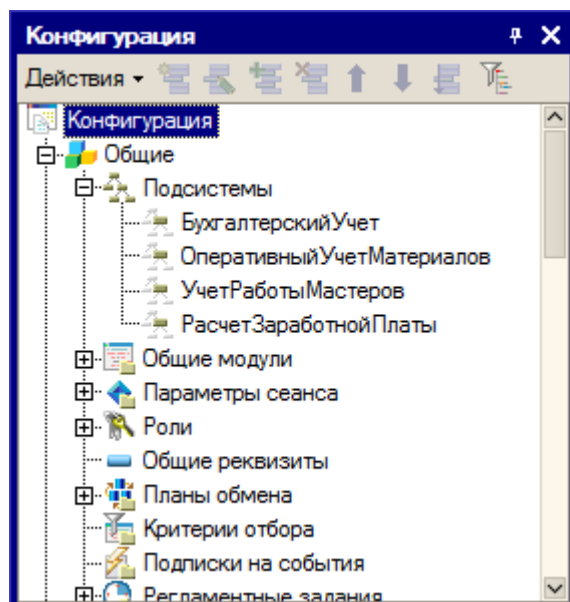 Конфигурация
Действия
Конфигурация
Общие
Подсистемы
БухгалтерскийУчет
ОперативныйУчетМатериалов
УчетРаботыМастеров
РасчетЗаработнойПлаты
Общие модули
Параметры сеанса
Роли
Общие реквизиты
Планы обмена
Критерии отбора
Подписки на события
Регламентные задания